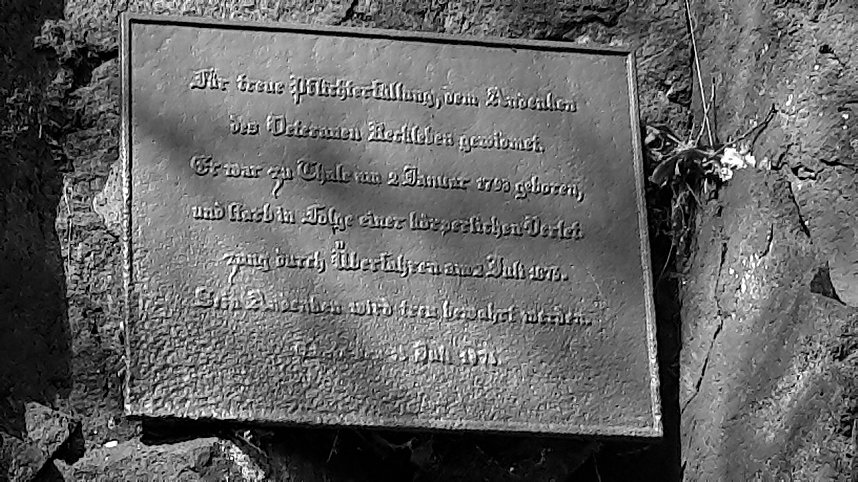 Für treue Pflichterfüllung, dem Andenken
des Veteranen Herkleben gewidmet.
Er war zu Thale am 2. Januar 1793 geboren,
und starb in Folge einer körperlichen Verlet
zung durch Überfahren am 2 Juli 1876.
Sein Andenken wird treu bewahrt werden.
Juli